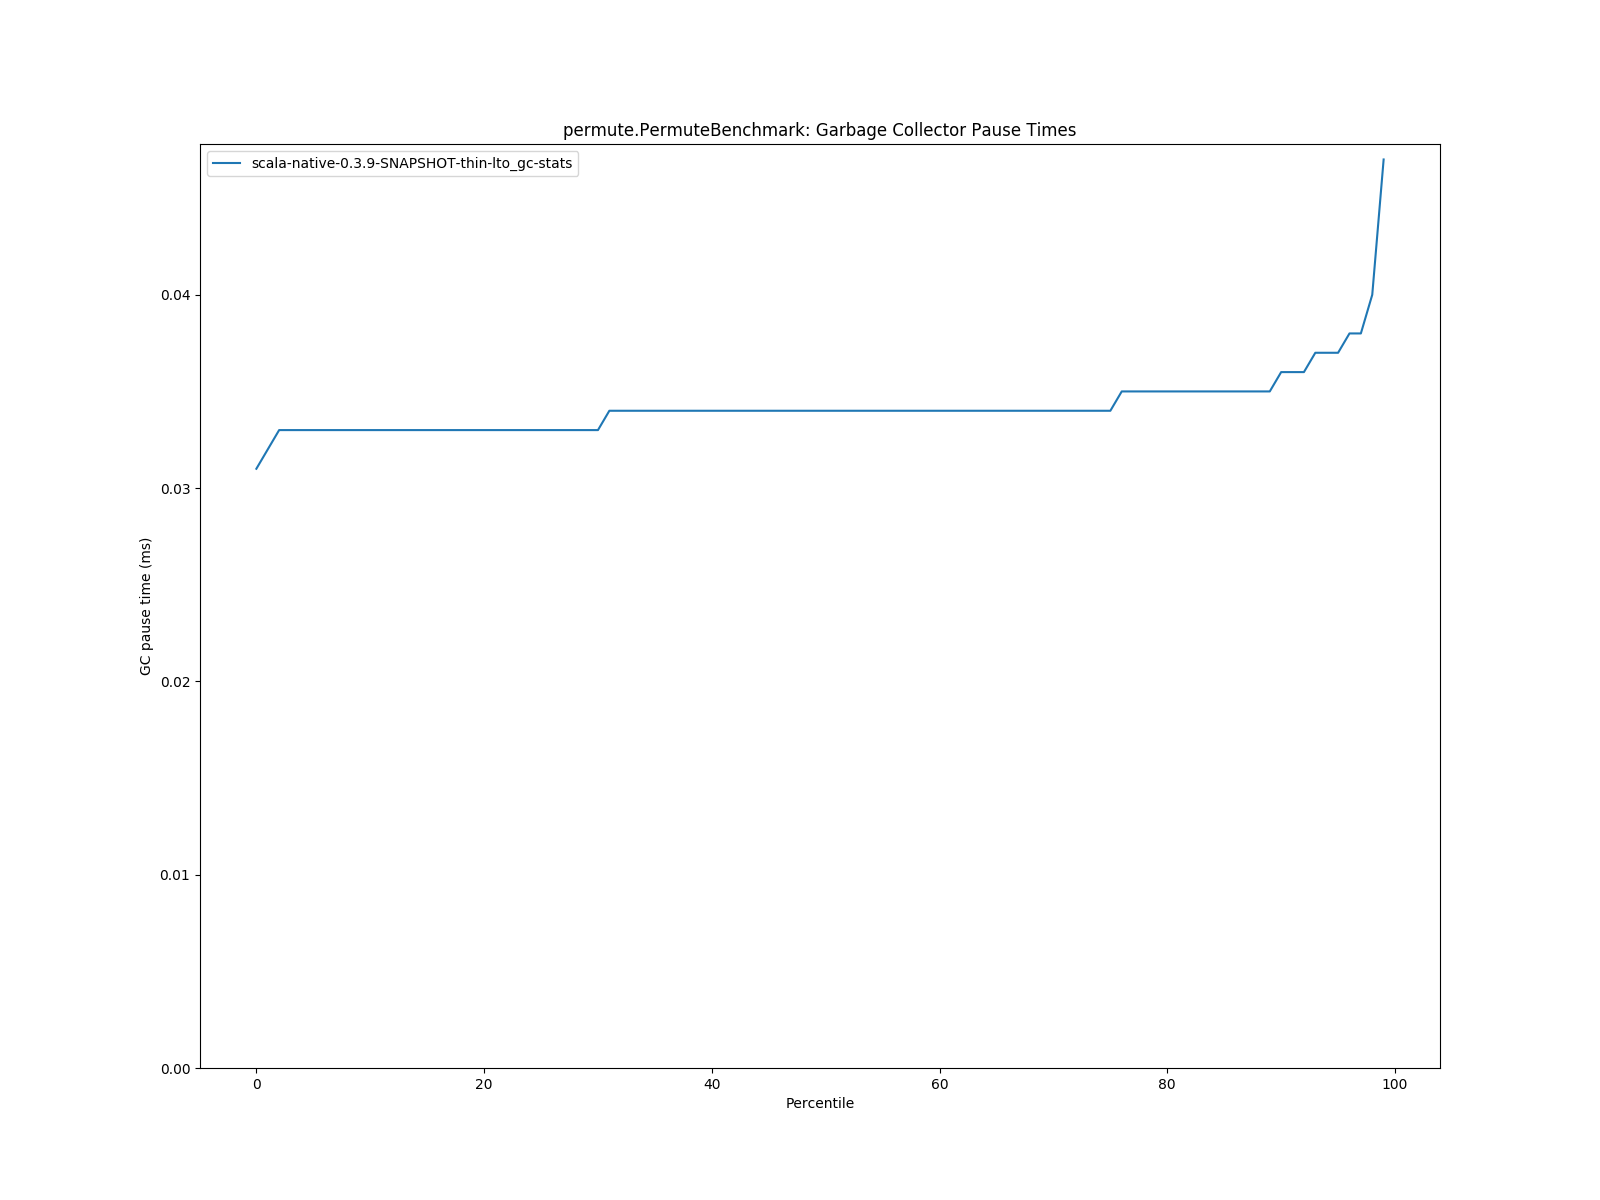 permute.PermuteBenchmark: Garbage Collector Pause Times
scala-native-0.3.9-SNAPSHOT-thin-lto_gc-stats
GC pause time (ms)
0.04
0.03
0.02
0.01
0.00
0 20 40 60 80 100
Percentile